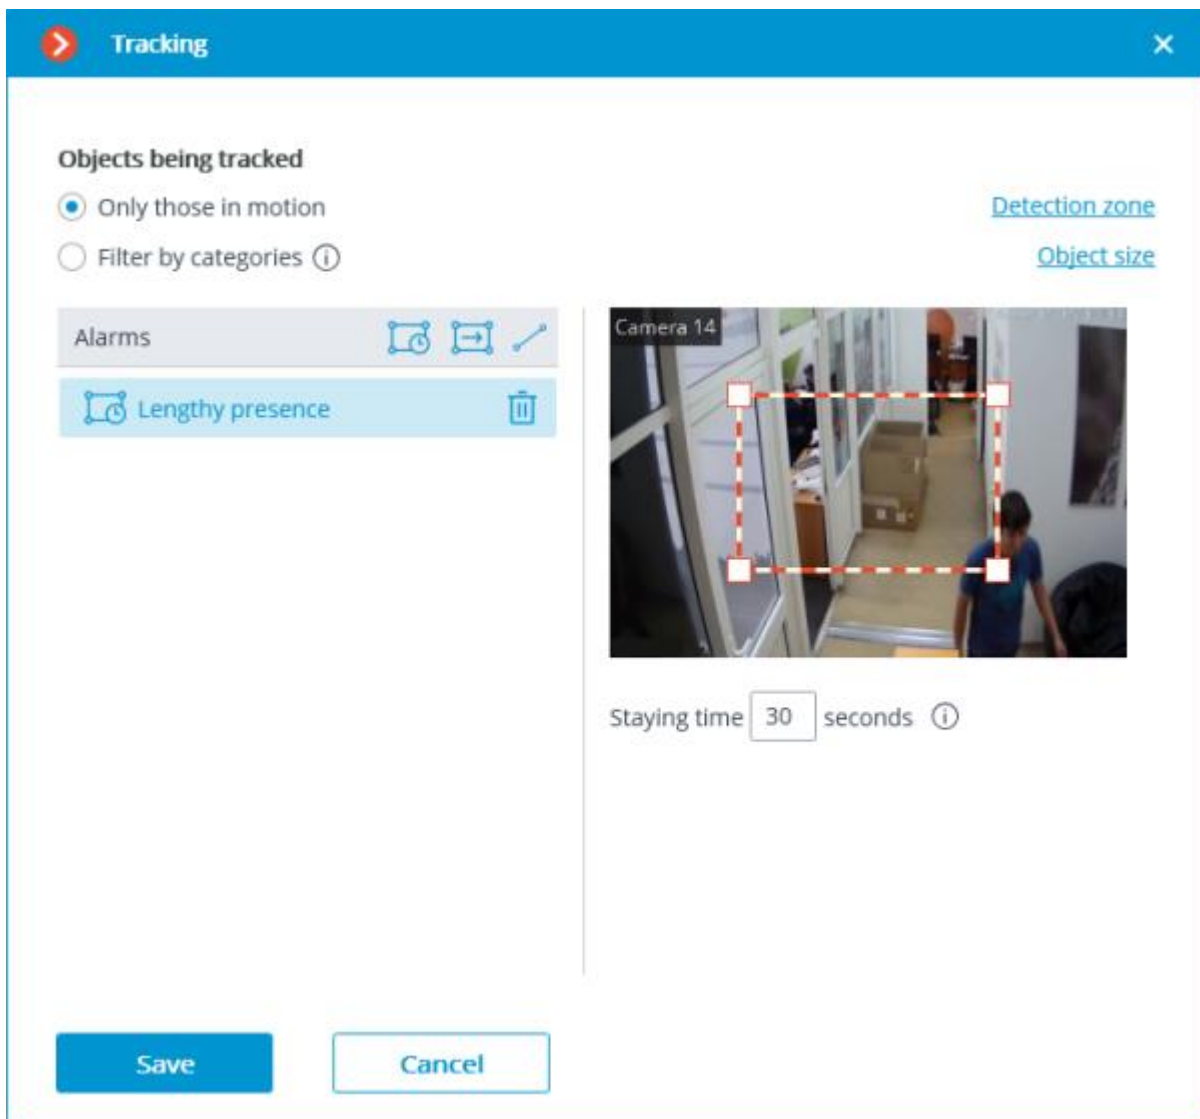 Tracking
Objects being tracked
Only those in motion
Detection zone
Filter by categories
Object size
Alarms
Camera 14
Lengthy presence
Staying time 30 seconds
Save
Cancel